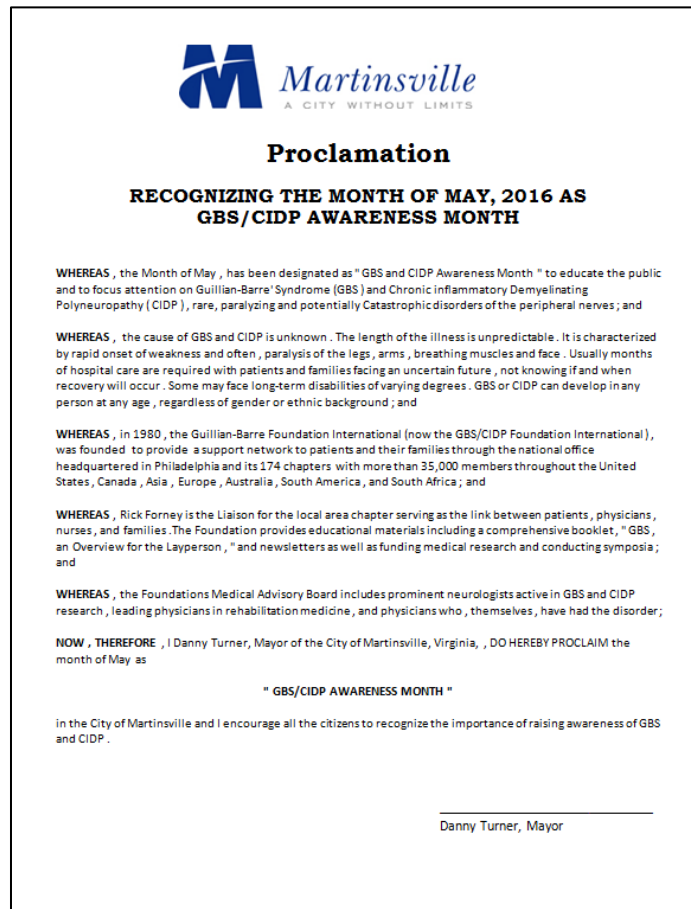 Martinsville
A CITY WITHOUT LIMITS
Proclamation
RECOGNIZING THE MONTH OF MAY, 2016 AS
GBS/CIDP AWARENESS MONTH
WHEREAS , the Month of May , has been designated as " GBS and CIDP Awareness Month " to educate the public
and to focus attention on Guillian-Barre' Syndrome (GBS ) and Chronic inflammatory Demyelinating
Polyneuropathy ( CIDP ) , rare, paralyzing and potentially Catastrophic disorders of the peripheral nerves ; and
WHEREAS , the cause of GBS and CIDP is unknown . The length of the illness is unpredictable . It is characterized
by rapid onset of weakness and often , paralysis of the legs , arms , breathing muscles and face . Usually months
of hospital care are required with patients and families facing an uncertain future , not knowing if and when
recovery will occur . Some may face long-term disabilities of varying degrees . GBS or CIDP can develop in any
person at any age , regardless of gender or ethnic background ; and
WHEREAS , in 1980 , the Guillian-Barre Foundation International (now the GBS/CIDP Foundation International ) ,
was founded to provide a support network to patients and their families through the national office
headquartered in Philadelphia and its 174 chapters with more than 35,000 members throughout the United
States , Canada , Asia , Europe , Australia , South America , and South Africa ; and
WHEREAS , Rick Forney is the Liaison for the local area chapter serving as the link between patients , physicians ,
nurses , and families .The Foundation provides educational materials including a comprehensive booklet , " GBS ,
an Overview for the Layperson , " and newsletters as well as funding medical research and conducting symposia ;
and
WHEREAS , the Foundations Medical Advisory Board includes prominent neurologists active in GBS and CIDP
research , leading physicians in rehabilitation medicine , and physicians who , themselves , have had the disorder ;
NOW , THEREFORE , I Danny Turner, Mayor of the City of Martinsville, Virginia, , DO HEREBY PROCLAIM the
month of May as
" GBS/CIDP AWARENESS MONTH "
in the City of Martinsville and I encourage all the citizens to recognize the importance of raising awareness of GBS
and CIDP .
Danny Turner, Mayor